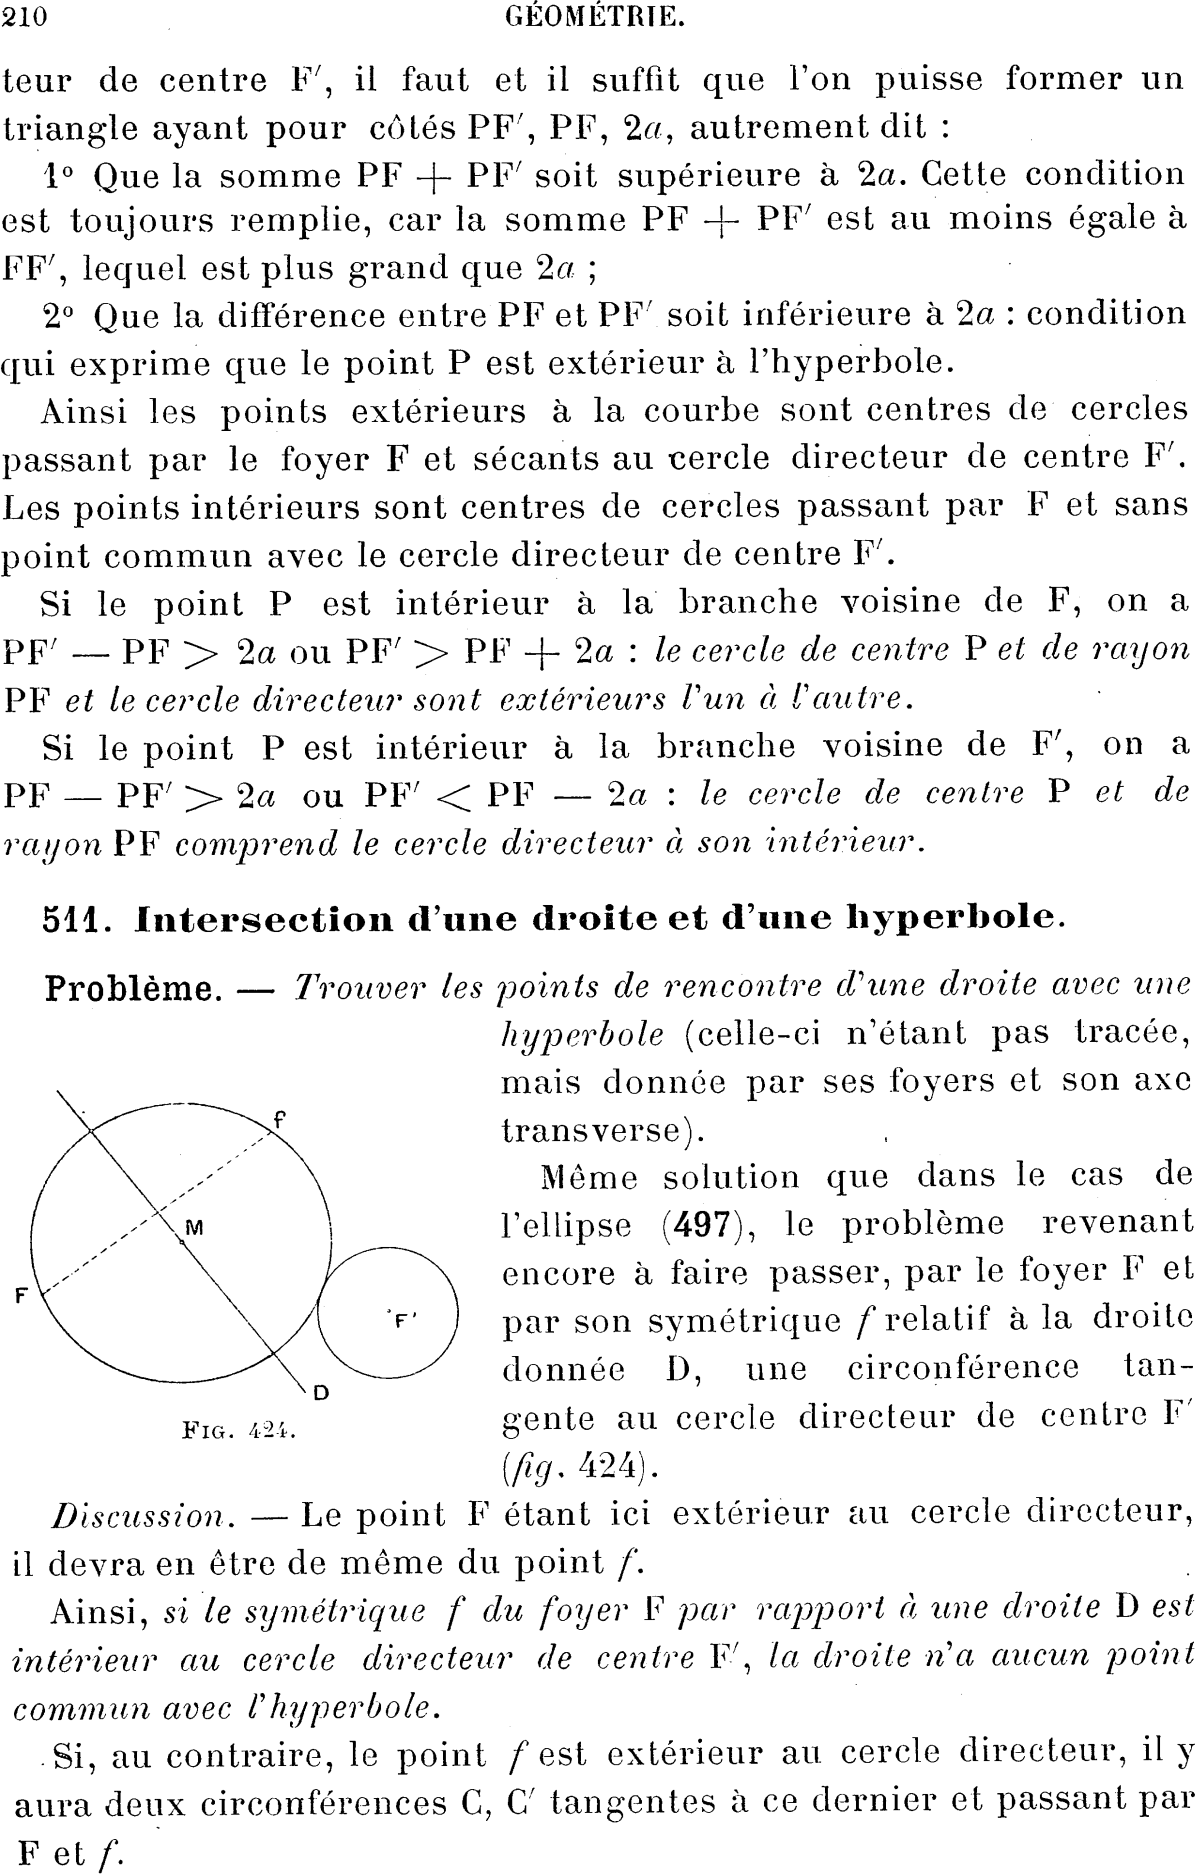 210 GÉOMÉTRIE.
teur de centre F′, il faut et il suffit que l'on puisse former un
triangle ayant pour côtés PF′, PF, 2a, autrement dit :
1° Que la somme PF + PF′ soit supérieure à 2a. Cette condition
est toujours remplie, car la somme PF + PF′ est au moins égale à
FF′, lequel est plus grand que 2a ;
2° Que la différence entre PF et PF′ soit inférieure à 2a : condition
qui exprime que le point P est extérieur à l'hyperbole.
Ainsi les points extérieurs à la courbe sont centres de cercles
passant par le foyer F et sécants au cercle directeur de centre F′.
Les points intérieurs sont centres de cercles passant par F et sans
point commun avec le cercle directeur de centre F′.
Si le point P est intérieur à la branche voisine de F, on a
PF′ — PF > 2a ou PF′ > PF + 2a : le cercle de centre P et de rayon
PF et le cercle directeur sont extérieurs l'un à l'autre.
Si le point P est intérieur à la branche voisine de F′, on a
PF — PF′ > 2a ou PF′ < PF — 2a : le cercle de centre P et de
rayon PF comprend le cercle directeur à son intérieur.
511. Intersection d'une droite et d'une hyperbole.
Problème. — Trouver les points de rencontre d'une droite avec une
hyperbole (celle-ci n'étant pas tracée,
mais donnée par ses foyers et son axe
transverse).
Même solution que dans le cas de
l'ellipse (497), le problème revenant
encore à faire passer, par le foyer F et
par son symétrique f relatif à la droite
donnée D, une circonférence tan-
gente au cercle directeur de centre F′
(fig. 424).
f
M
F
F'
D
FIG. 424.
Discussion. — Le point F étant ici extérieur au cercle directeur,
il devra en être de même du point f.
Ainsi, si le symétrique f du foyer F par rapport à une droite D est
intérieur au cercle directeur de centre F′, la droite n'a aucun point
commun avec l'hyperbole.
Si, au contraire, le point f est extérieur au cercle directeur, il y
aura deux circonférences C, C′ tangentes à ce dernier et passant par
F et f.